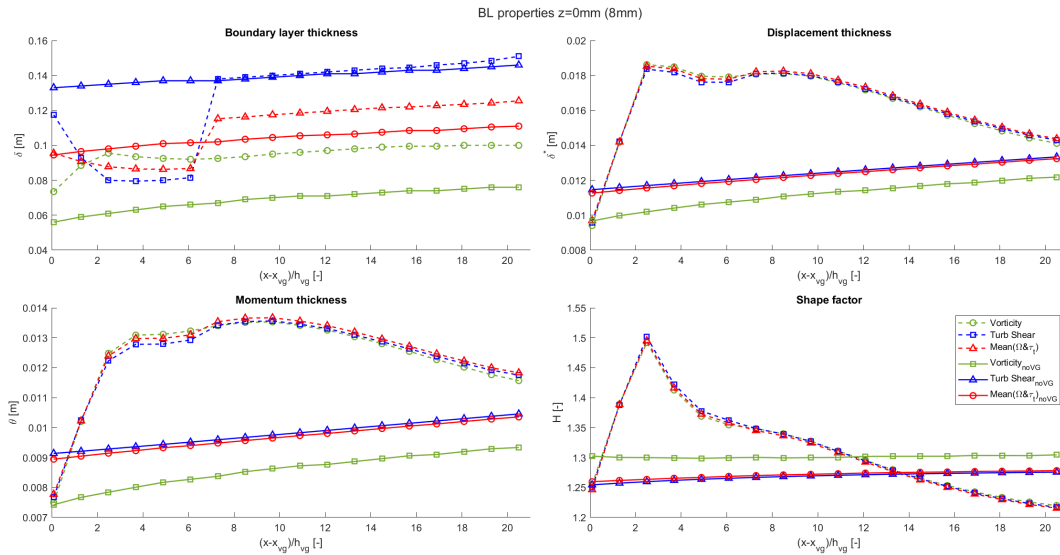 BL properties z=0mm (8mm)
Boundary layer thickness
0.16
0.14
0.12
0.1
0.08
0.06
0.04
δ [m]
0 2 4 6 8 10 12 14 16 18 20
(x-x_vg)/h_vg [-]
Displacement thickness
0.02
0.018
0.016
0.014
0.012
0.01
0.008
δ* [m]
0 2 4 6 8 10 12 14 16 18 20
(x-x_vg)/h_vg [-]
Momentum thickness
0.014
0.013
0.012
0.011
0.01
0.009
0.008
0.007
θ [m]
0 2 4 6 8 10 12 14 16 18 20
(x-x_vg)/h_vg [-]
Shape factor
1.55
1.5
1.45
1.4
1.35
1.3
1.25
1.2
H [-]
0 2 4 6 8 10 12 14 16 18 20
(x-x_vg)/h_vg [-]
Vorticity
Turb Shear
Mean(Ω&τ_t)
Vorticity_noVG
Turb Shear_noVG
Mean(Ω&τ_t)_noVG